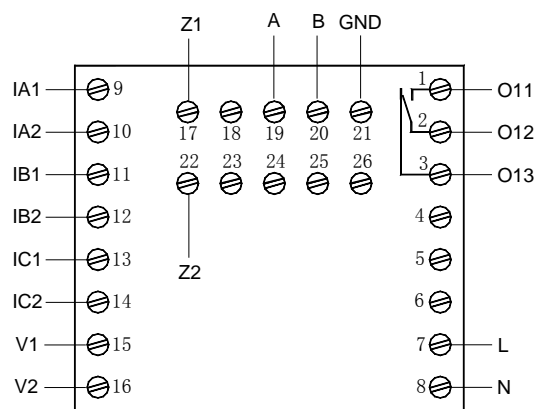 Z1 A B GND
IA1 9 1 O11
17 18 19 20 21
IA2 10 2 O12
22 23 24 25 26
IB1 11 3 O13
IB2 12 4
Z2
IC1 13 5
IC2 14 6
V1 15 7 L
V2 16 8 N